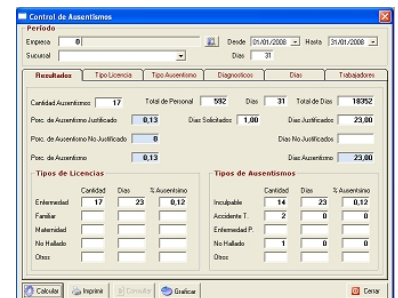 Control de Ausentismos
Período
Empresa 0 Desde 01/01/2008 Hasta 31/01/2008
Sucursal Dias 31
Resultados Tipo Licencia Tipo Ausentismo Diagnosticos Dias Trabajadores
Cantidad Ausentismos 17 Total de Personal 592 Dias 31 Total de Dias 18352
Porc. de Ausentismo Justificado 0,13 Dias Solicitados 1,00 Dias Justificados 23,00
Porc. de Ausentismo No Justificado 0 Dias No Justificados
Porc. de Ausentismo 0,13 Dias Ausentismo 23,00
Tipos de Licencias Tipos de Ausentismos
Cantidad Dias % Ausentsimo Cantidad Dias % Ausentsimo
Enfermedad 17 23 0,12 Inculpable 14 23 0,12
Familiar Accidente T. 2 0 0
Maternidad Enfermedad P.
No Hallado No Hallado 1 0 0
Otros Otros
Calcular Imprimir Consultar Graficar Cerrar